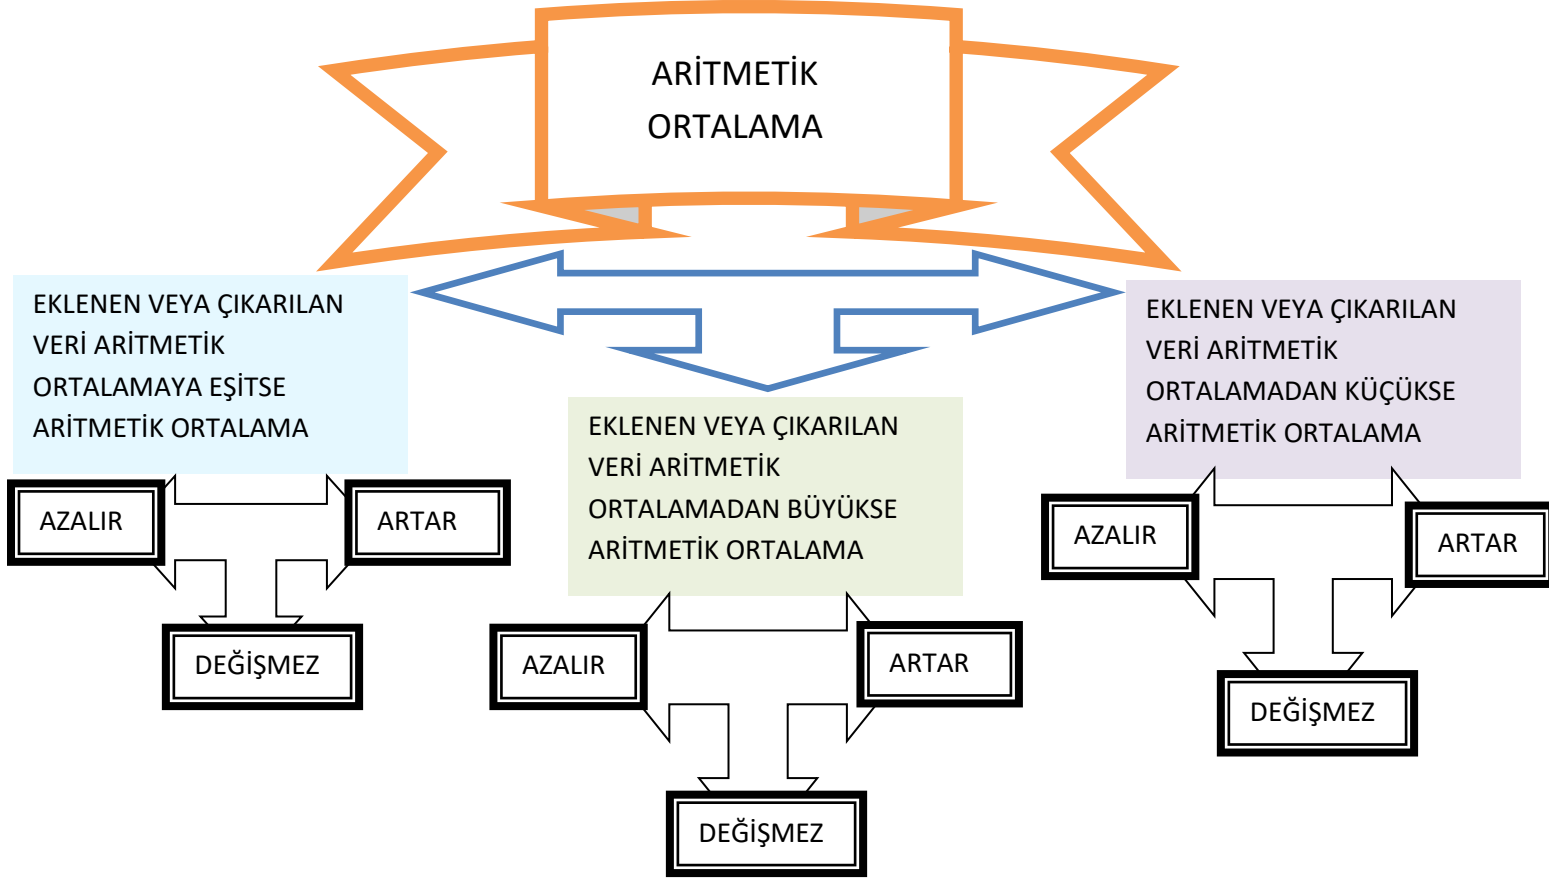 ARİTMETİK
ORTALAMA
EKLENEN VEYA ÇIKARILAN
VERİ ARİTMETİK
ORTALAMAYA EŞİTSE
ARİTMETİK ORTALAMA
AZALIR
ARTAR
DEĞİŞMEZ
EKLENEN VEYA ÇIKARILAN
VERİ ARİTMETİK
ORTALAMADAN BÜYÜKSE
ARİTMETİK ORTALAMA
AZALIR
ARTAR
DEĞİŞMEZ
EKLENEN VEYA ÇIKARILAN
VERİ ARİTMETİK
ORTALAMADAN KÜÇÜKSE
ARİTMETİK ORTALAMA
AZALIR
ARTAR
DEĞİŞMEZ